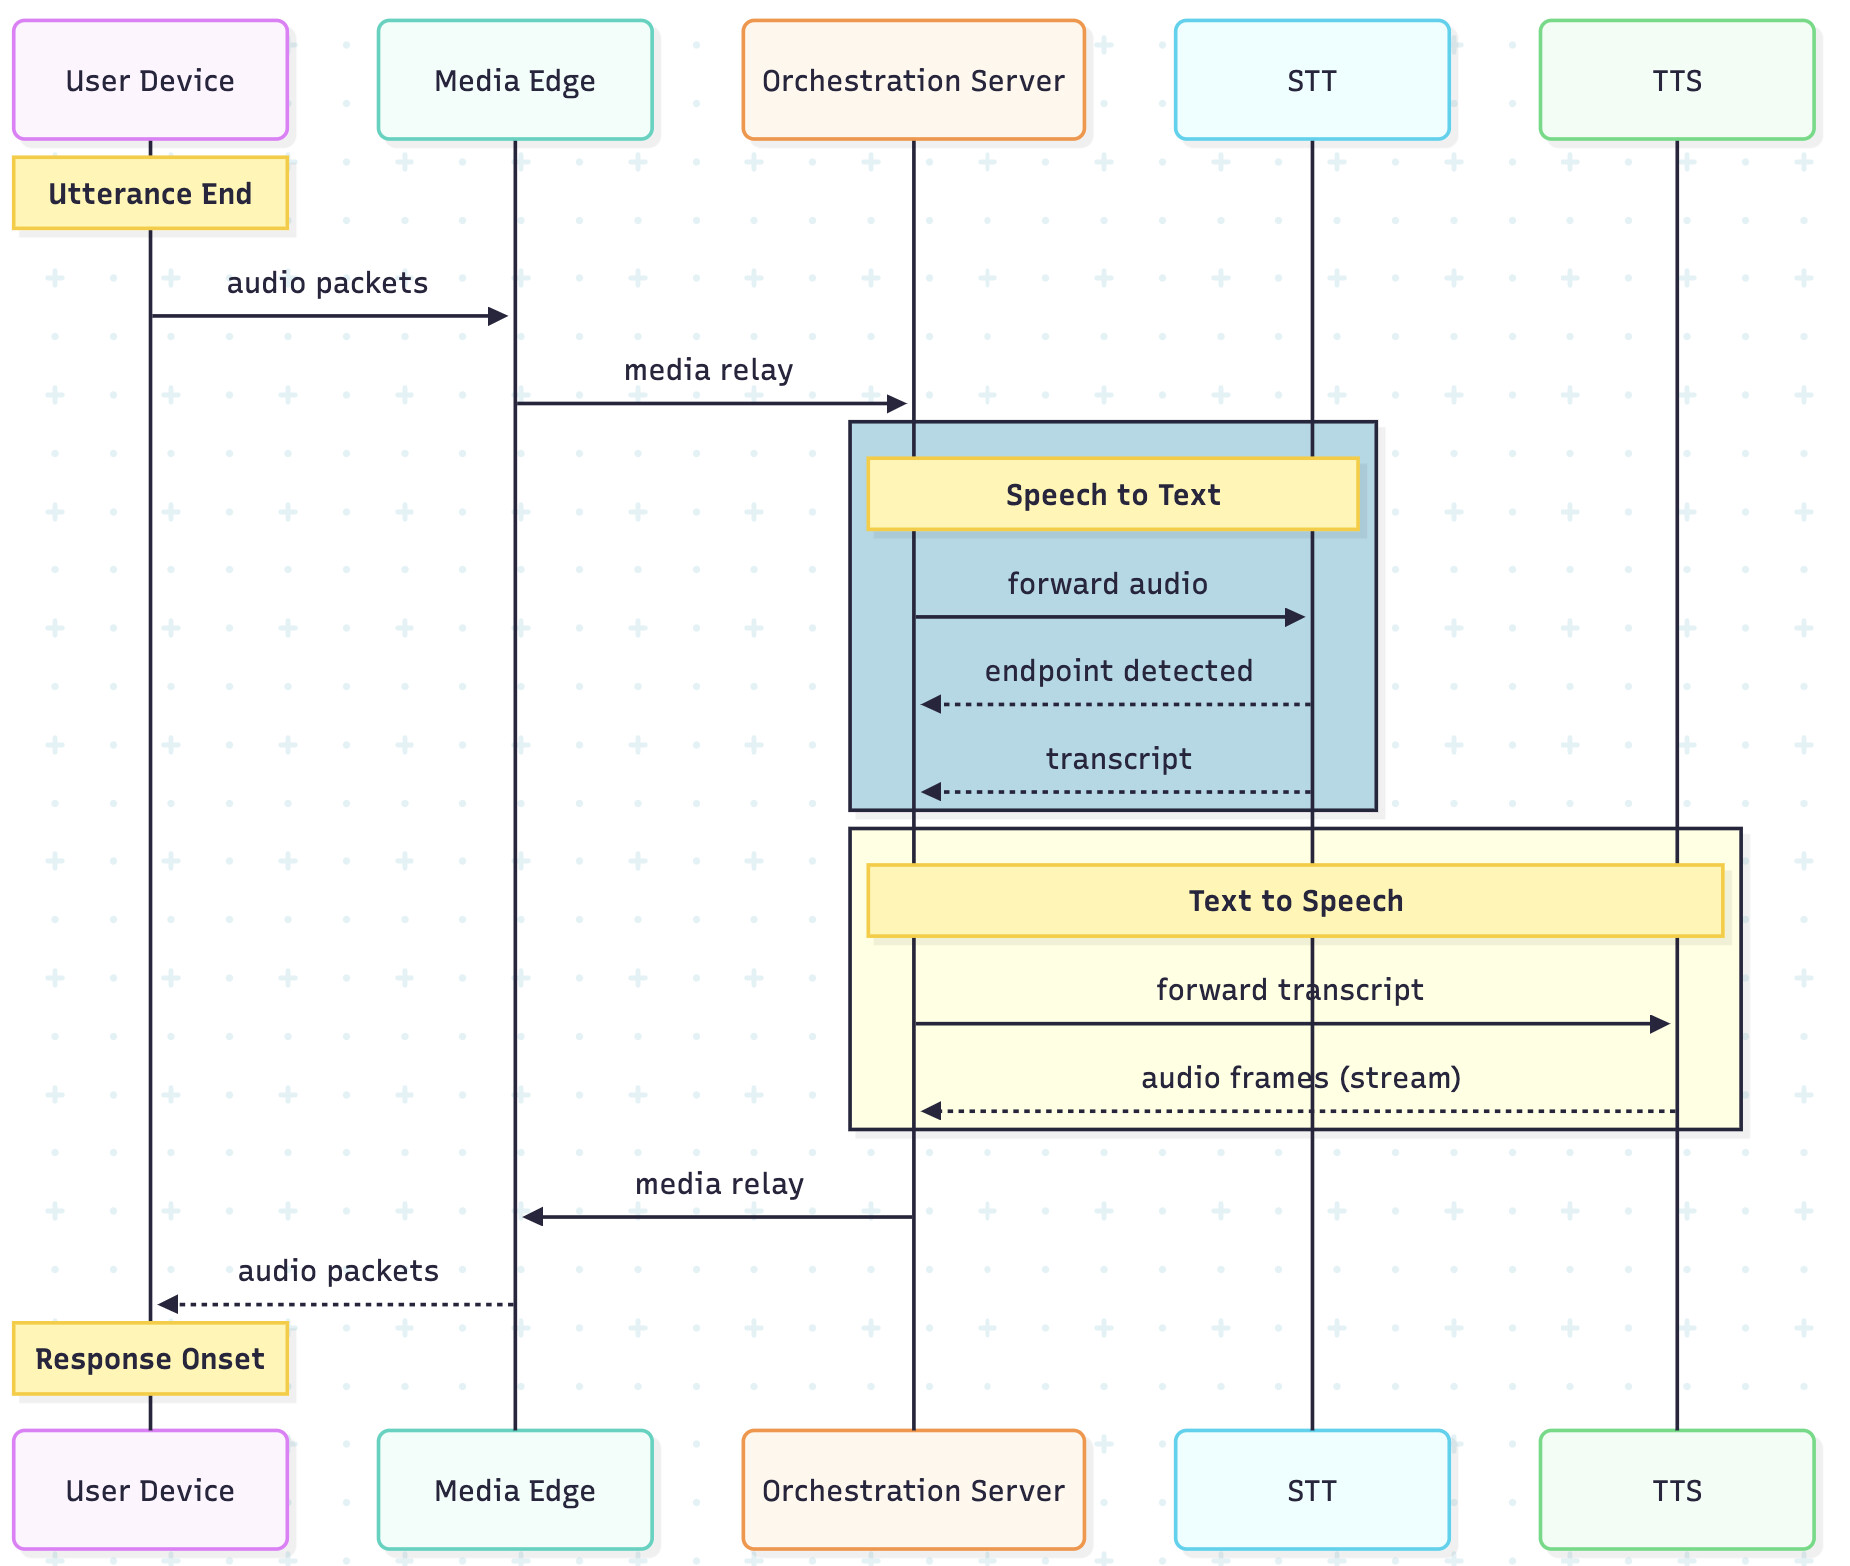 User Device
Media Edge
Orchestration Server
STT
TTS
Utterance End
audio packets
media relay
Speech to Text
forward audio
endpoint detected
transcript
Text to Speech
forward transcript
audio frames (stream)
media relay
audio packets
Response Onset
User Device
Media Edge
Orchestration Server
STT
TTS